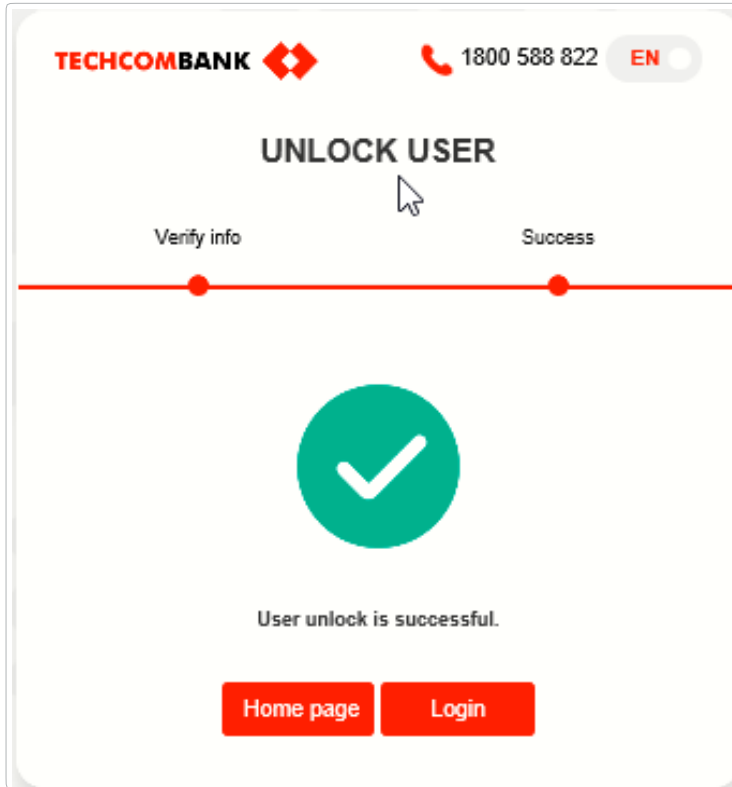 TECHCOMBANK 1800 588 822 EN
UNLOCK USER
Verify info Success
User unlock is successful.
Home page Login